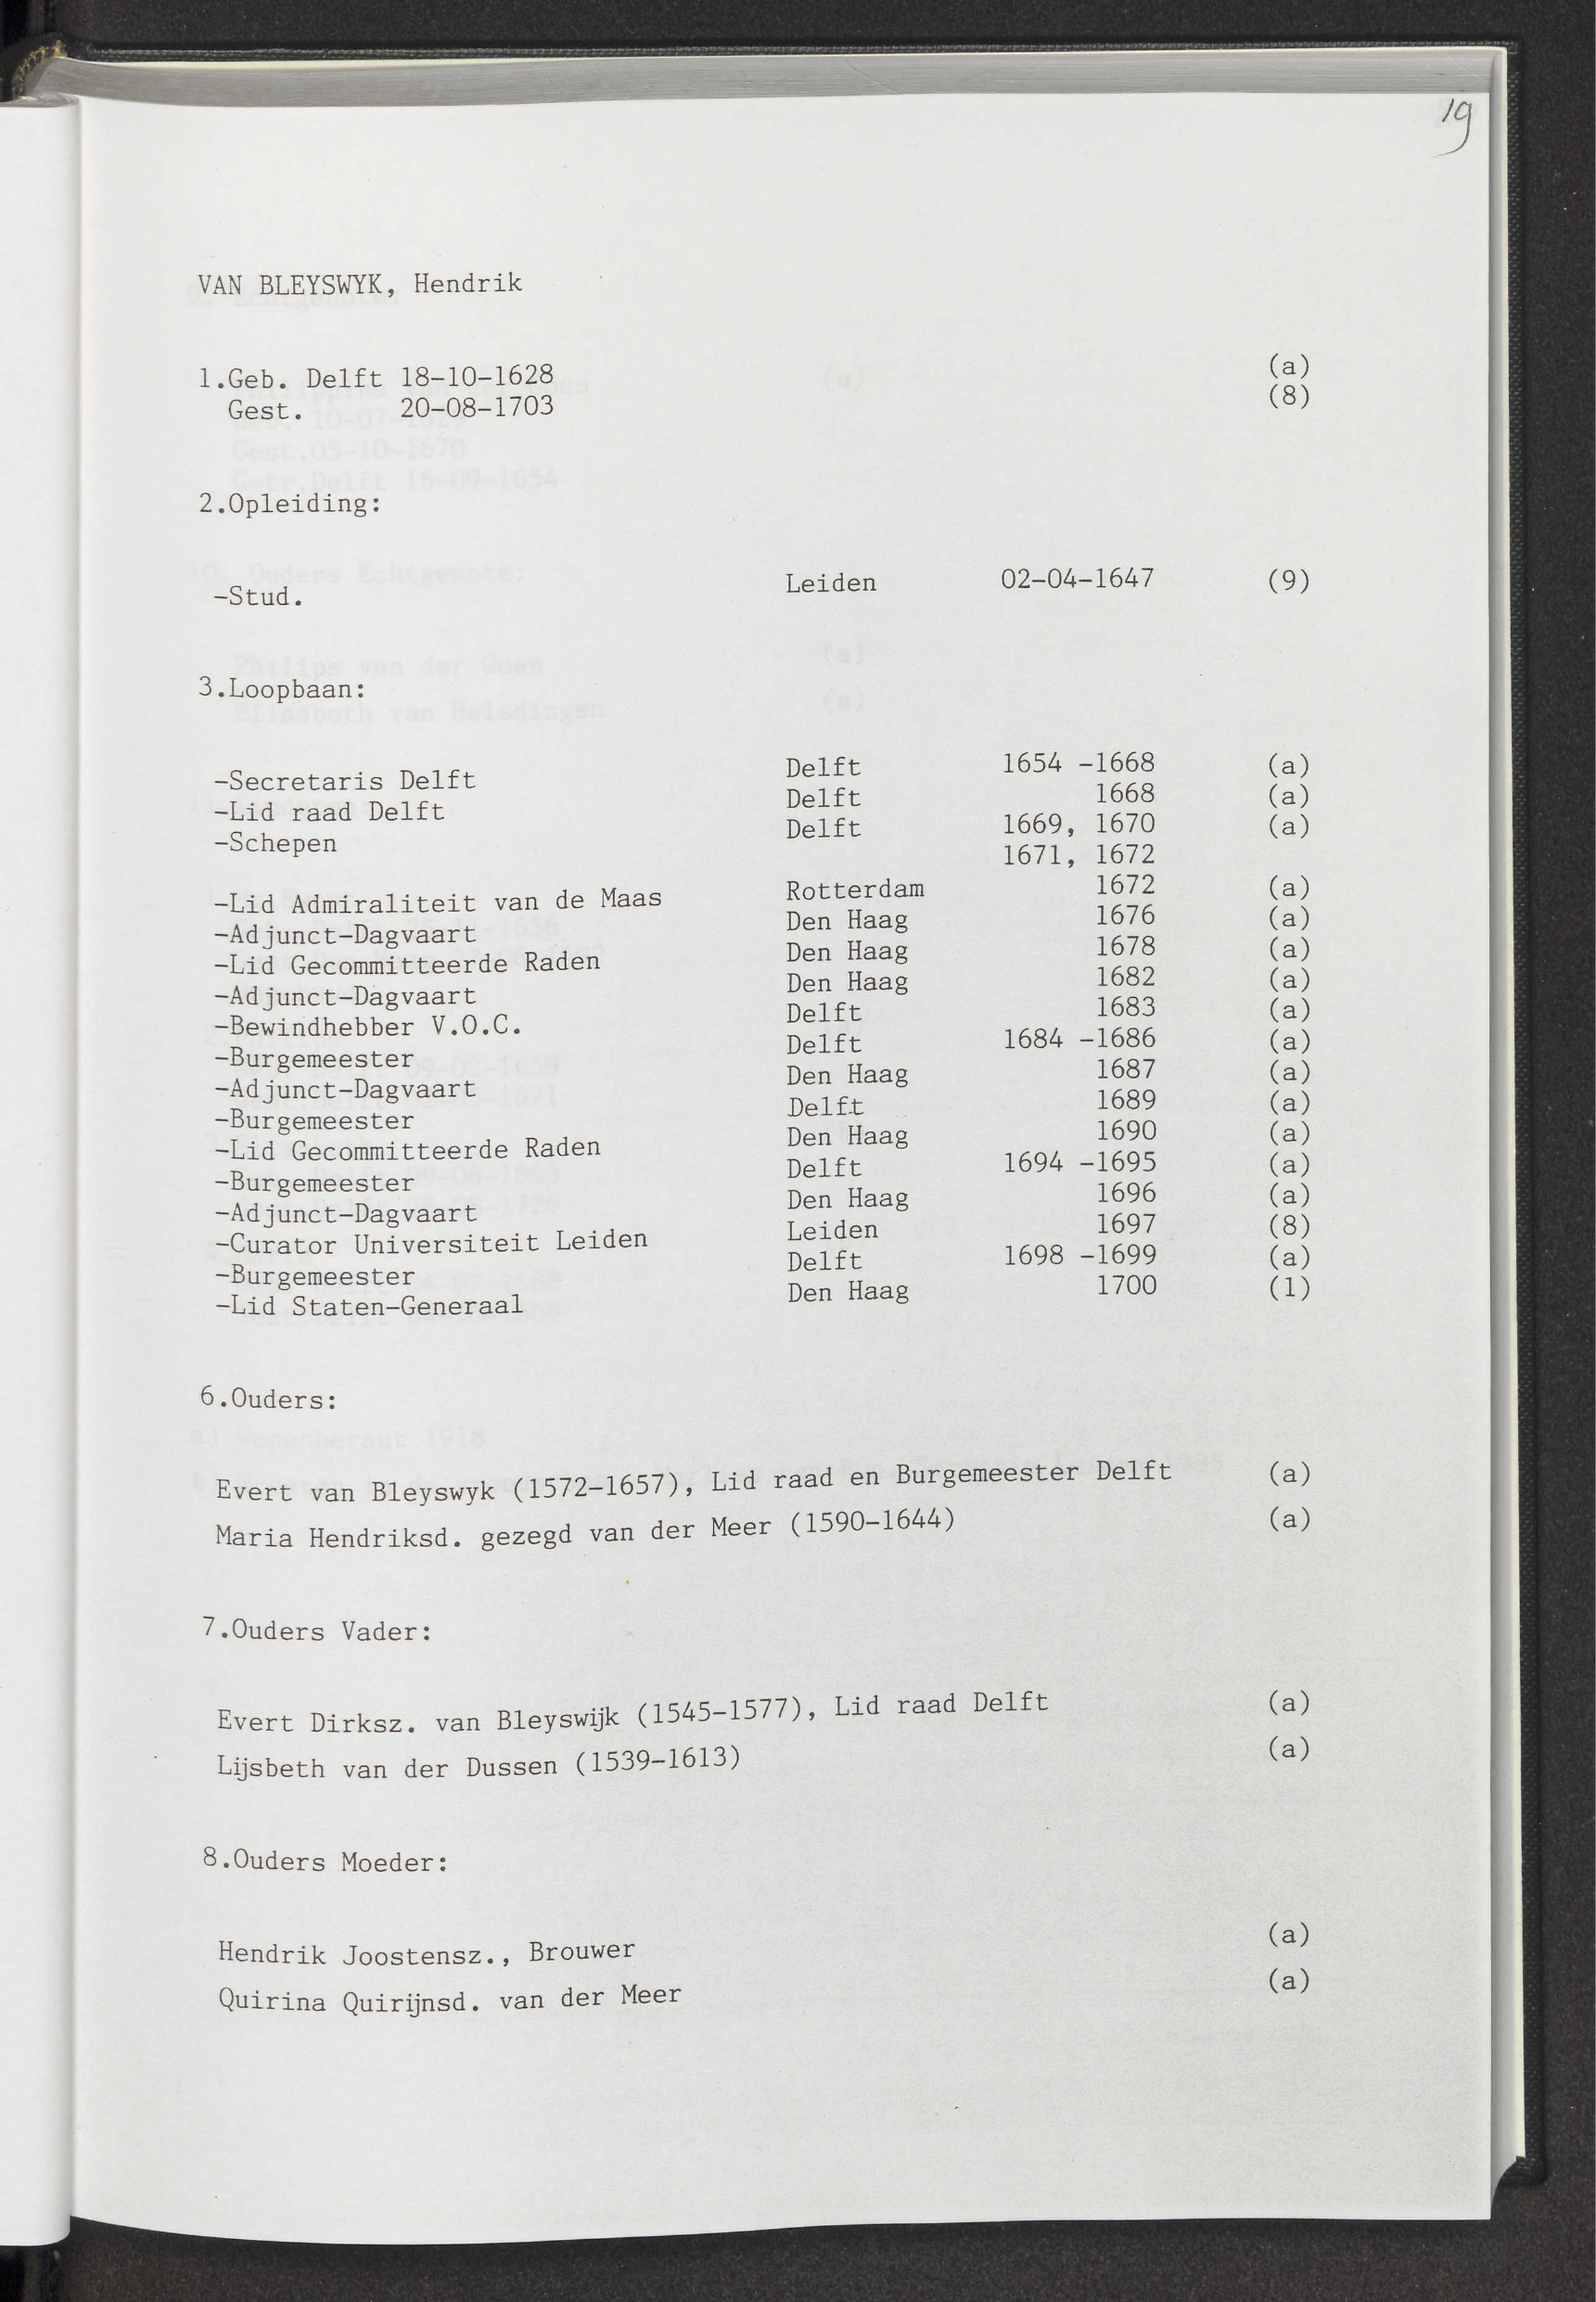 19
VAN BLEYSWYK, Hendrik
1.Geb. Delft 18-10-1628 (a)
Gest. 20-08-1703 (8)
2.Opleiding:
-Stud. Leiden 02-04-1647 (9)
3.Loopbaan:
-Secretaris Delft Delft 1654 -1668 (a)
-Lid raad Delft Delft 1668 (a)
-Schepen Delft 1669, 1670 (a)
1671, 1672
-Lid Admiraliteit van de Maas Rotterdam 1672 (a)
-Adjunct-Dagvaart Den Haag 1676 (a)
-Lid Gecommitteerde Raden Den Haag 1678 (a)
-Adjunct-Dagvaart Den Haag 1682 (a)
-Bewindhebber V.O.C. Delft 1683 (a)
-Burgemeester Delft 1684 -1686 (a)
-Adjunct-Dagvaart Den Haag 1687 (a)
-Burgemeester Delft 1689 (a)
-Lid Gecommitteerde Raden Den Haag 1690 (a)
-Burgemeester Delft 1694 -1695 (a)
-Adjunct-Dagvaart Den Haag 1696 (a)
-Curator Universiteit Leiden Leiden 1697 (8)
-Burgemeester Delft 1698 -1699 (a)
-Lid Staten-Generaal Den Haag 1700 (1)
6.Ouders:
Evert van Bleyswyk (1572-1657), Lid raad en Burgemeester Delft (a)
Maria Hendriksd. gezegd van der Meer (1590-1644) (a)
7.Ouders Vader:
Evert Dirksz. van Bleyswijk (1545-1577), Lid raad Delft (a)
Lijsbeth van der Dussen (1539-1613) (a)
8.Ouders Moeder:
Hendrik Joostensz., Brouwer (a)
Quirina Quirijnsd. van der Meer (a)